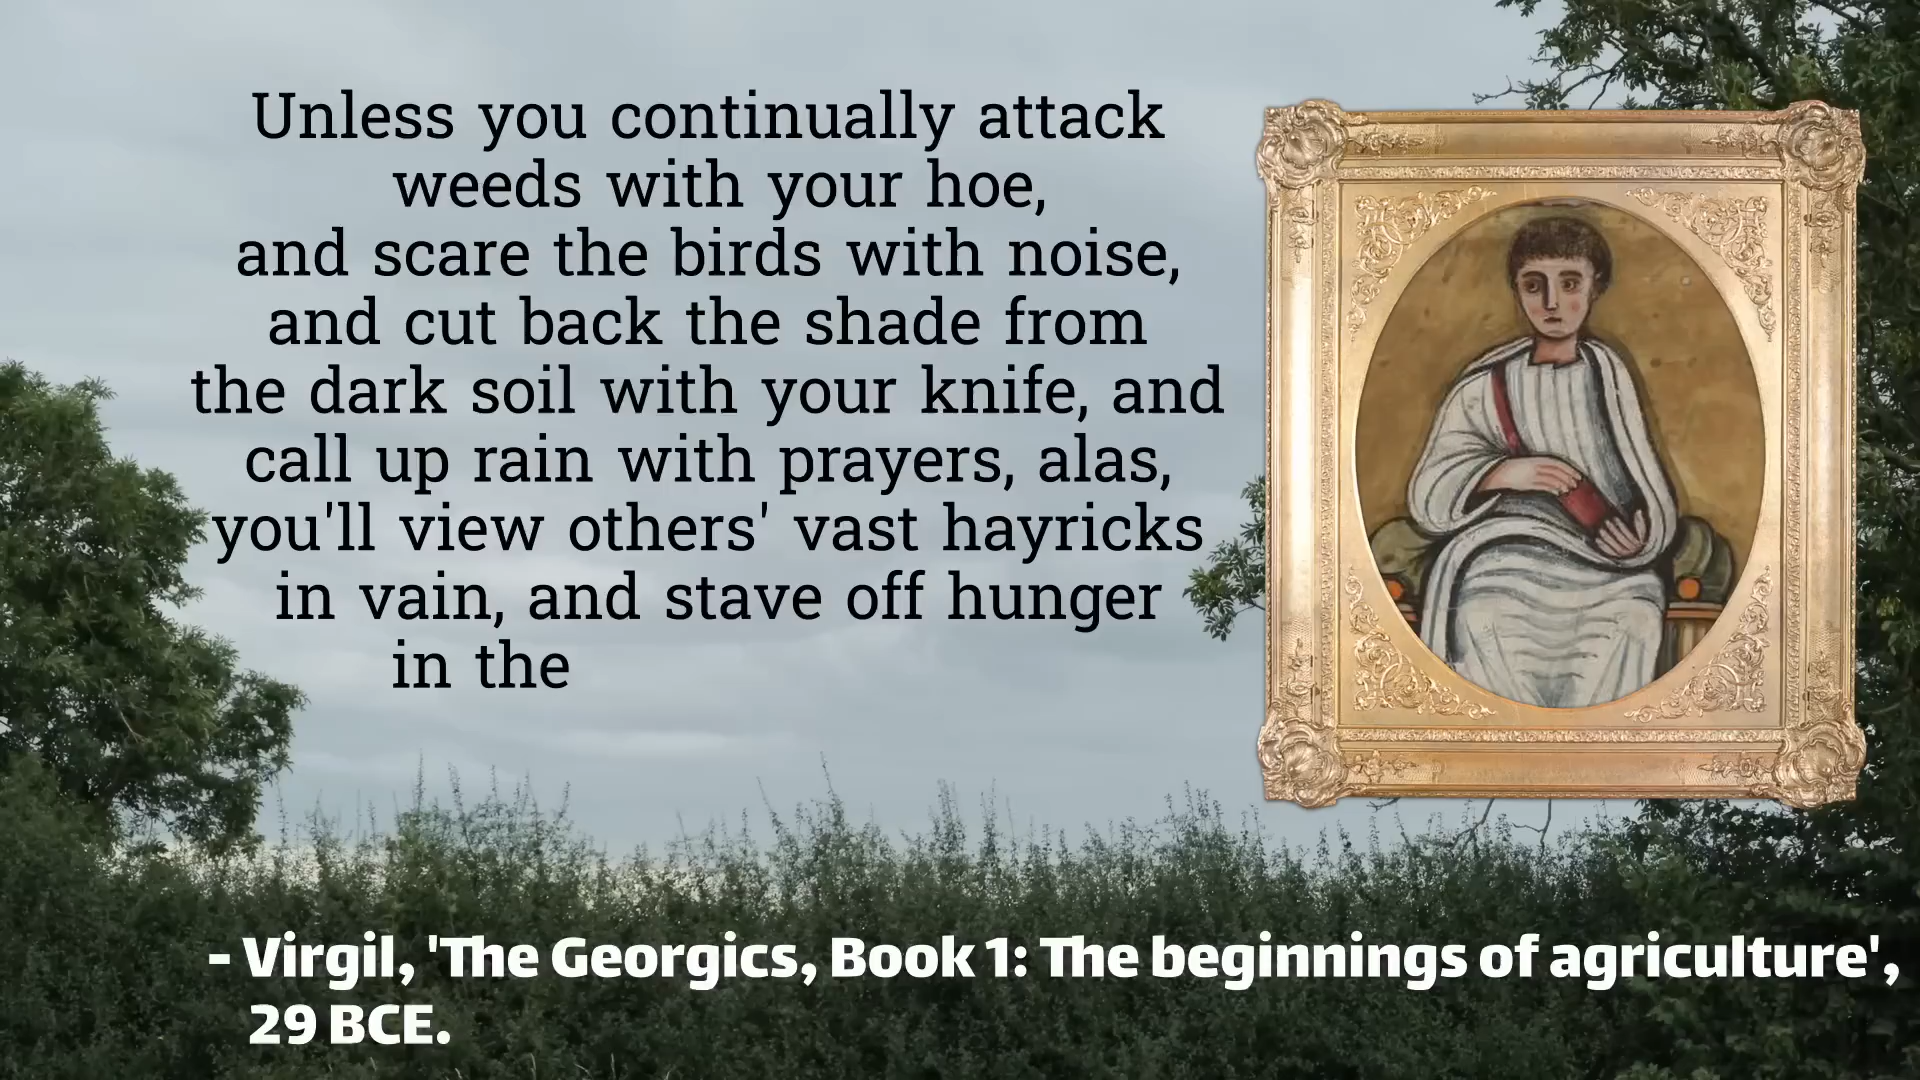 Unless you continually attack
weeds with your hoe,
and scare the birds with noise,
and cut back the shade from
the dark soil with your knife, and
call up rain with prayers, alas,
you'll view others' vast hayricks
in vain, and stave off hunger
in the
- Virgil, 'The Georgics, Book 1: The beginnings of agriculture',
29 BCE.